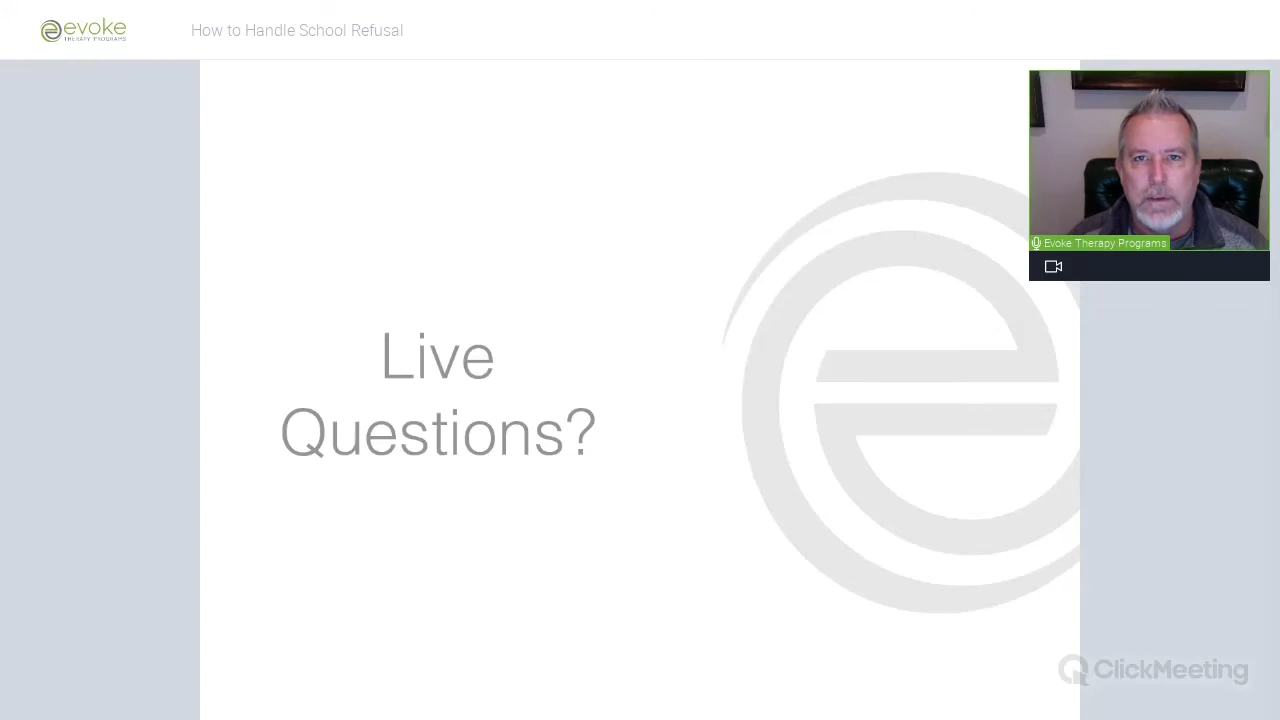 evoke
THERAPY PROGRAMS
How to Handle School Refusal
Evoke Therapy Programs
Live
Questions?
ClickMeeting